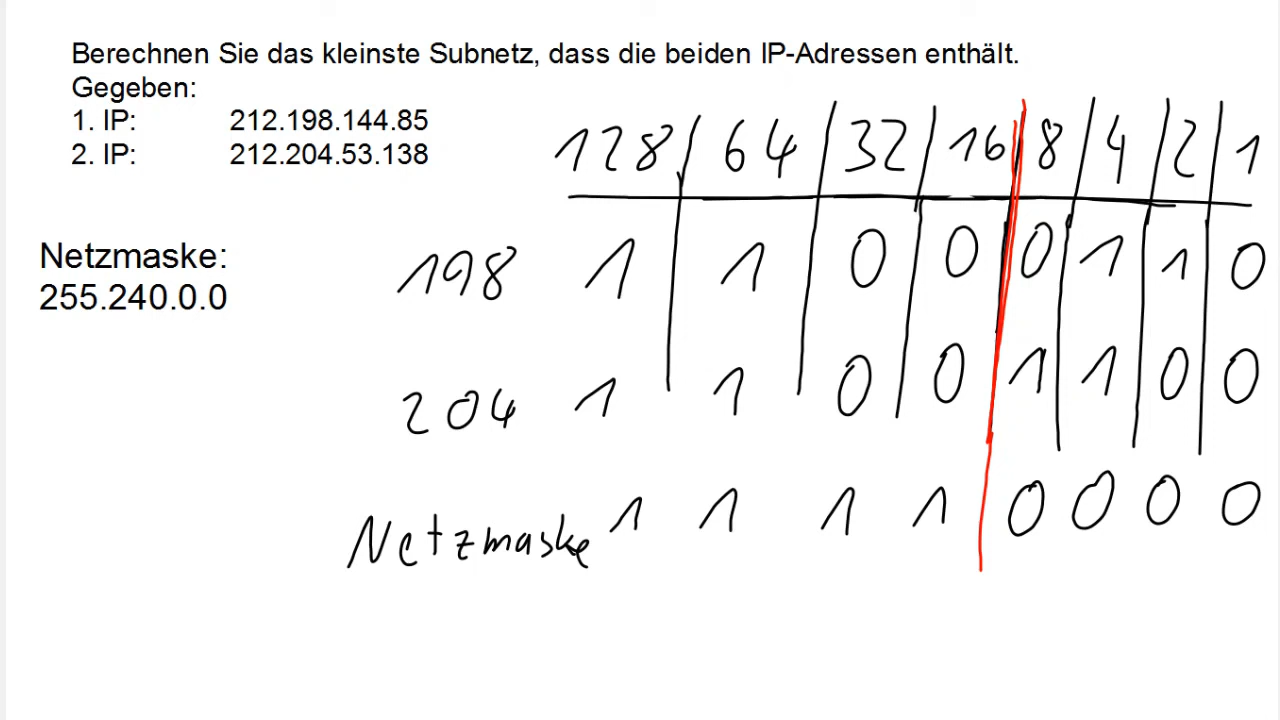 Berechnen Sie das kleinste Subnetz, dass die beiden IP-Adressen enthält.
Gegeben:
1. IP: 212.198.144.85
2. IP: 212.204.53.138
128 64 32 16 8 4 2 1
Netzmaske:
255.240.0.0
198 1 1 0 0 0 1 1 0
204 1 1 0 0 1 1 0 0
Netzmaske 1 1 1 1 0 0 0 0